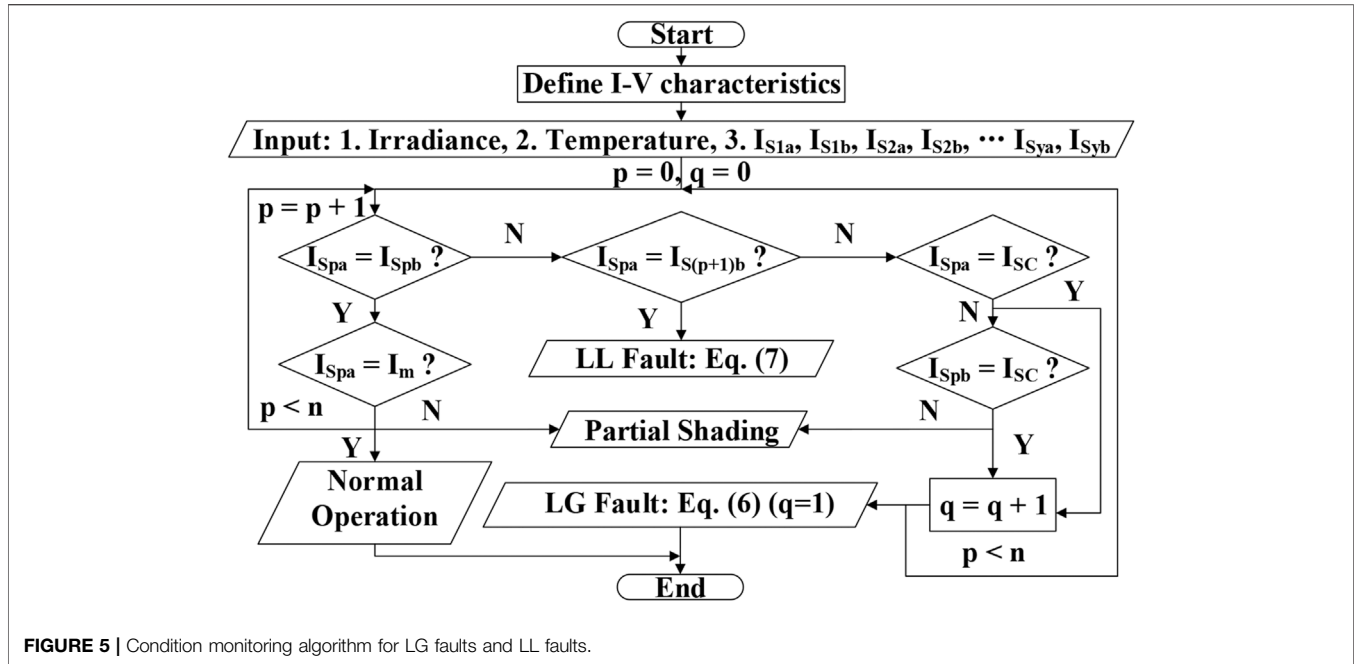 Start
Define I-V characteristics
Input: 1. Irradiance, 2. Temperature, 3. I_S1a, I_S1b, I_S2a, I_S2b, ··· I_Sya, I_Syb
p = 0, q = 0
p = p + 1
I_Spa = I_Spb ?
N
I_Spa = I_S(p+1)b ?
N
I_Spa = I_SC ?
Y
Y
N
Y
I_Spa = I_m ?
LL Fault: Eq. (7)
I_Spb = I_SC ?
p < n
N
N
Partial Shading
Y
Y
Normal
Operation
LG Fault: Eq. (6) (q=1)
q = q + 1
p < n
End
FIGURE 5 | Condition monitoring algorithm for LG faults and LL faults.